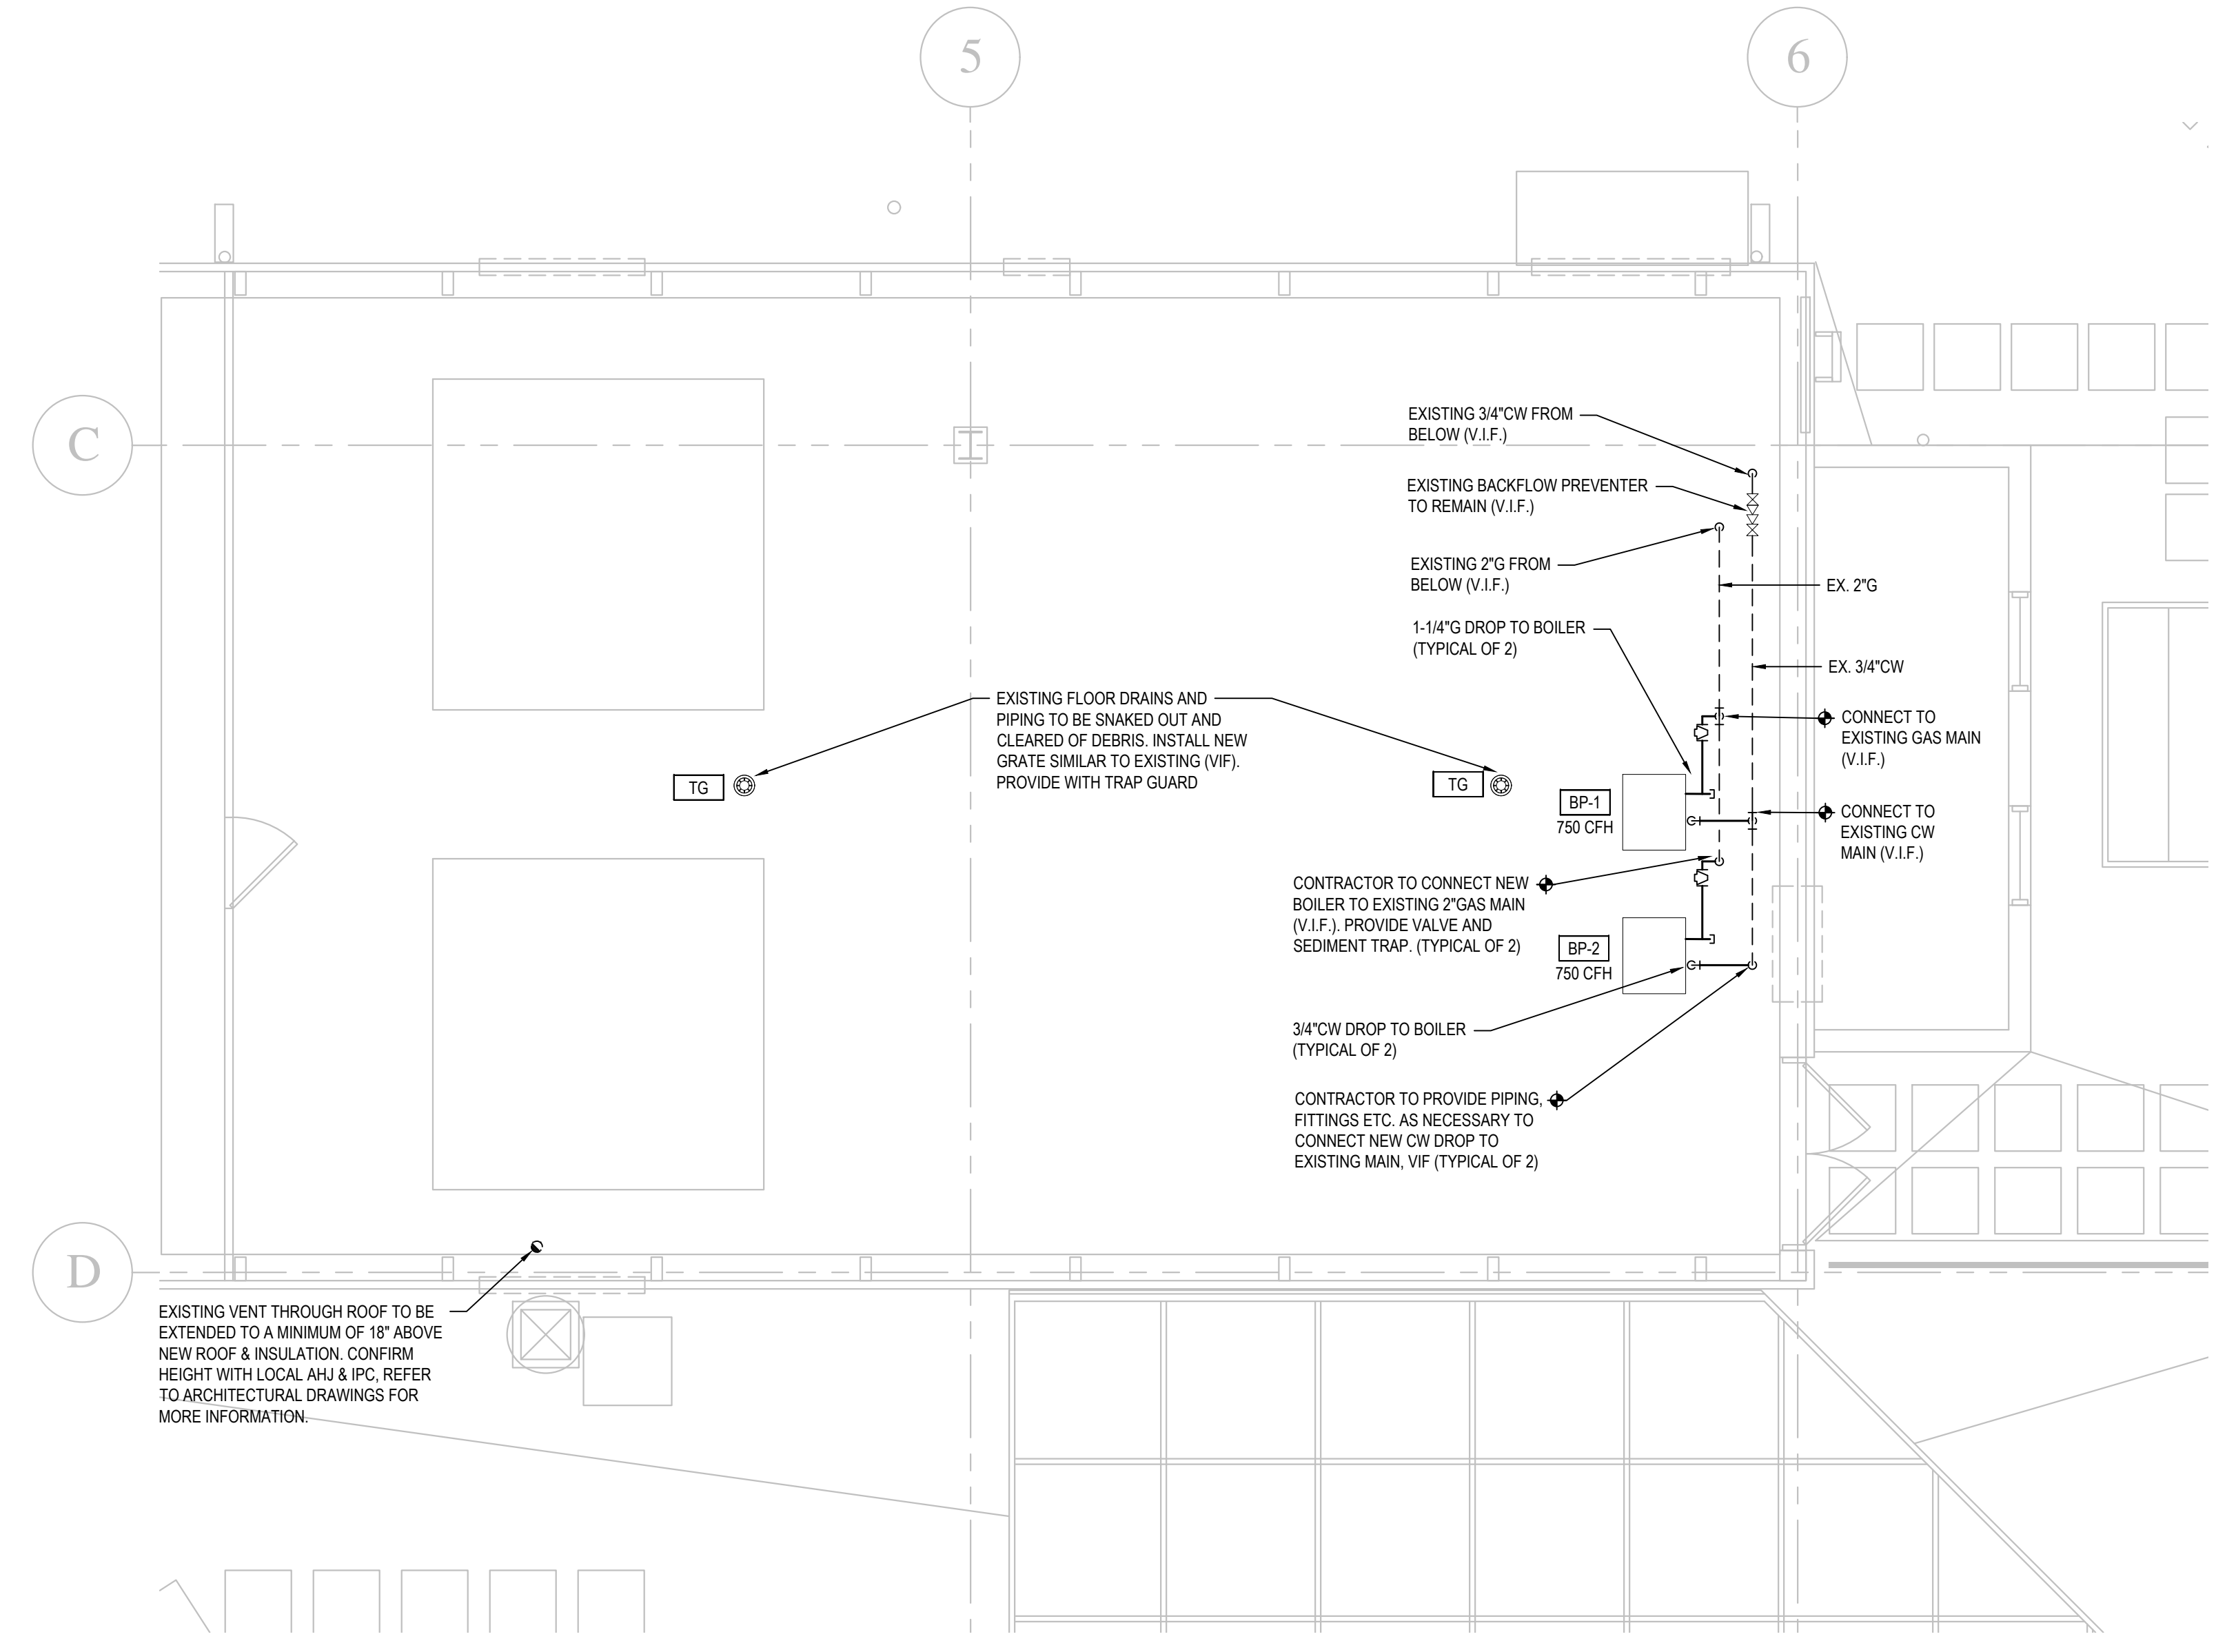 5
6
C
EXISTING 3/4"CW FROM
BELOW (V.I.F.)
EXISTING BACKFLOW PREVENTER
TO REMAIN (V.I.F.)
EXISTING 2"G FROM
BELOW (V.I.F.)
EX. 2"G
1-1/4"G DROP TO BOILER
(TYPICAL OF 2)
EX. 3/4"CW
EXISTING FLOOR DRAINS AND
PIPING TO BE SNAKED OUT AND
CLEARED OF DEBRIS. INSTALL NEW
GRATE SIMILAR TO EXISTING (VIF).
PROVIDE WITH TRAP GUARD
CONNECT TO
EXISTING GAS MAIN
(V.I.F.)
TG
TG
BP-1
750 CFH
CONNECT TO
EXISTING CW
MAIN (V.I.F.)
CONTRACTOR TO CONNECT NEW
BOILER TO EXISTING 2"GAS MAIN
(V.I.F.). PROVIDE VALVE AND
SEDIMENT TRAP. (TYPICAL OF 2)
BP-2
750 CFH
3/4"CW DROP TO BOILER
(TYPICAL OF 2)
CONTRACTOR TO PROVIDE PIPING,
FITTINGS ETC. AS NECESSARY TO
CONNECT NEW CW DROP TO
EXISTING MAIN, VIF (TYPICAL OF 2)
D
EXISTING VENT THROUGH ROOF TO BE
EXTENDED TO A MINIMUM OF 18" ABOVE
NEW ROOF & INSULATION. CONFIRM
HEIGHT WITH LOCAL AHJ & IPC, REFER
TO ARCHITECTURAL DRAWINGS FOR
MORE INFORMATION.